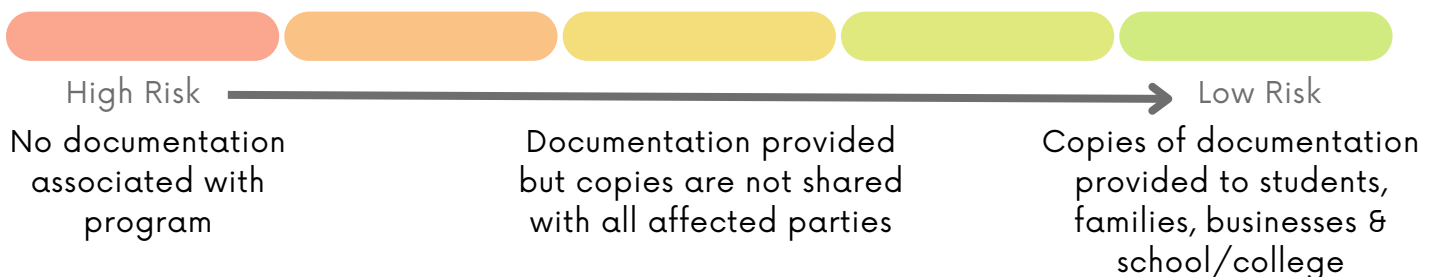 High Risk
Low Risk
No documentation
associated with
program
Documentation provided
but copies are not shared
with all affected parties
Copies of documentation
provided to students,
families, businesses &
school/college